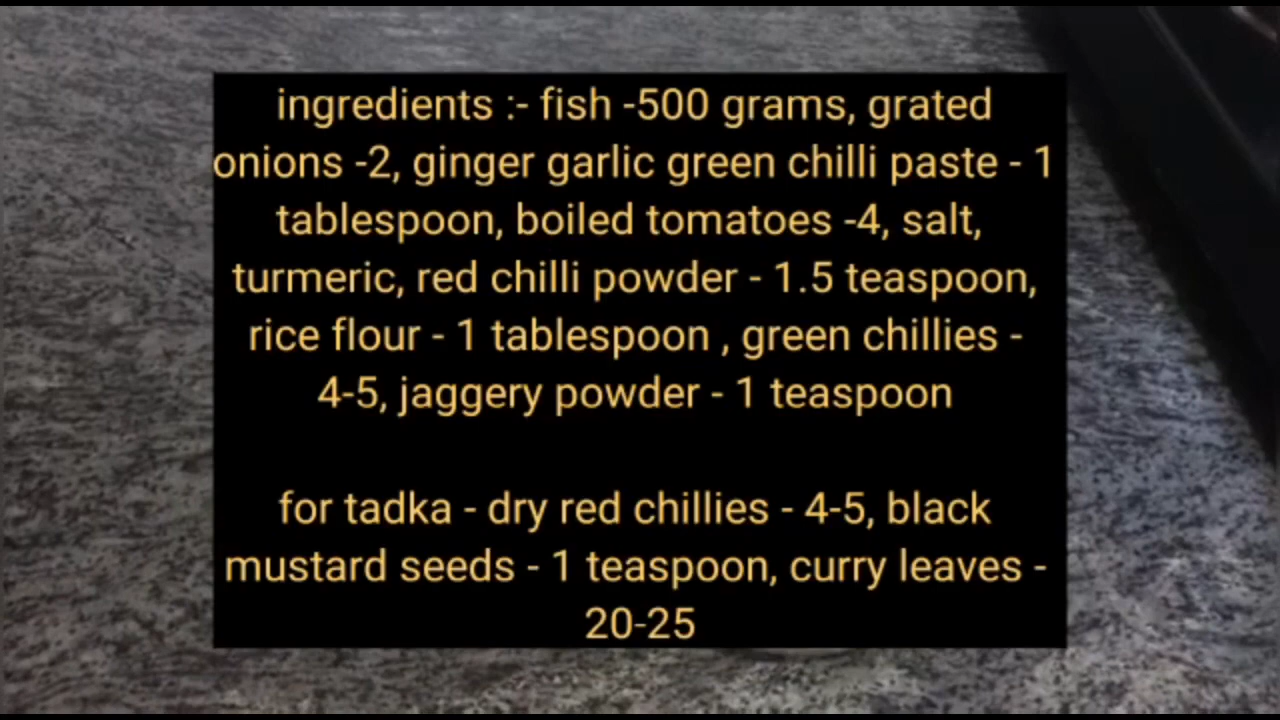 ingredients :- fish -500 grams, grated
onions -2, ginger garlic green chilli paste - 1
tablespoon, boiled tomatoes -4, salt,
turmeric, red chilli powder - 1.5 teaspoon,
rice flour - 1 tablespoon , green chillies -
4-5, jaggery powder - 1 teaspoon
for tadka - dry red chillies - 4-5, black
mustard seeds - 1 teaspoon, curry leaves -
20-25